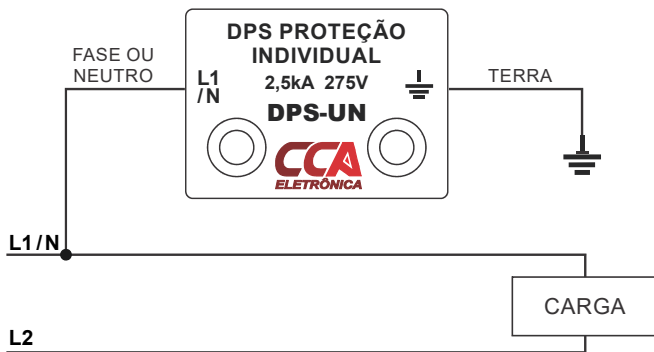 DPS PROTEÇÃO
INDIVIDUAL
2,5kA 275V
DPS-UN
CCA
ELETRÔNICA
L1
/N
FASE OU
NEUTRO
TERRA
L1/N
CARGA
L2